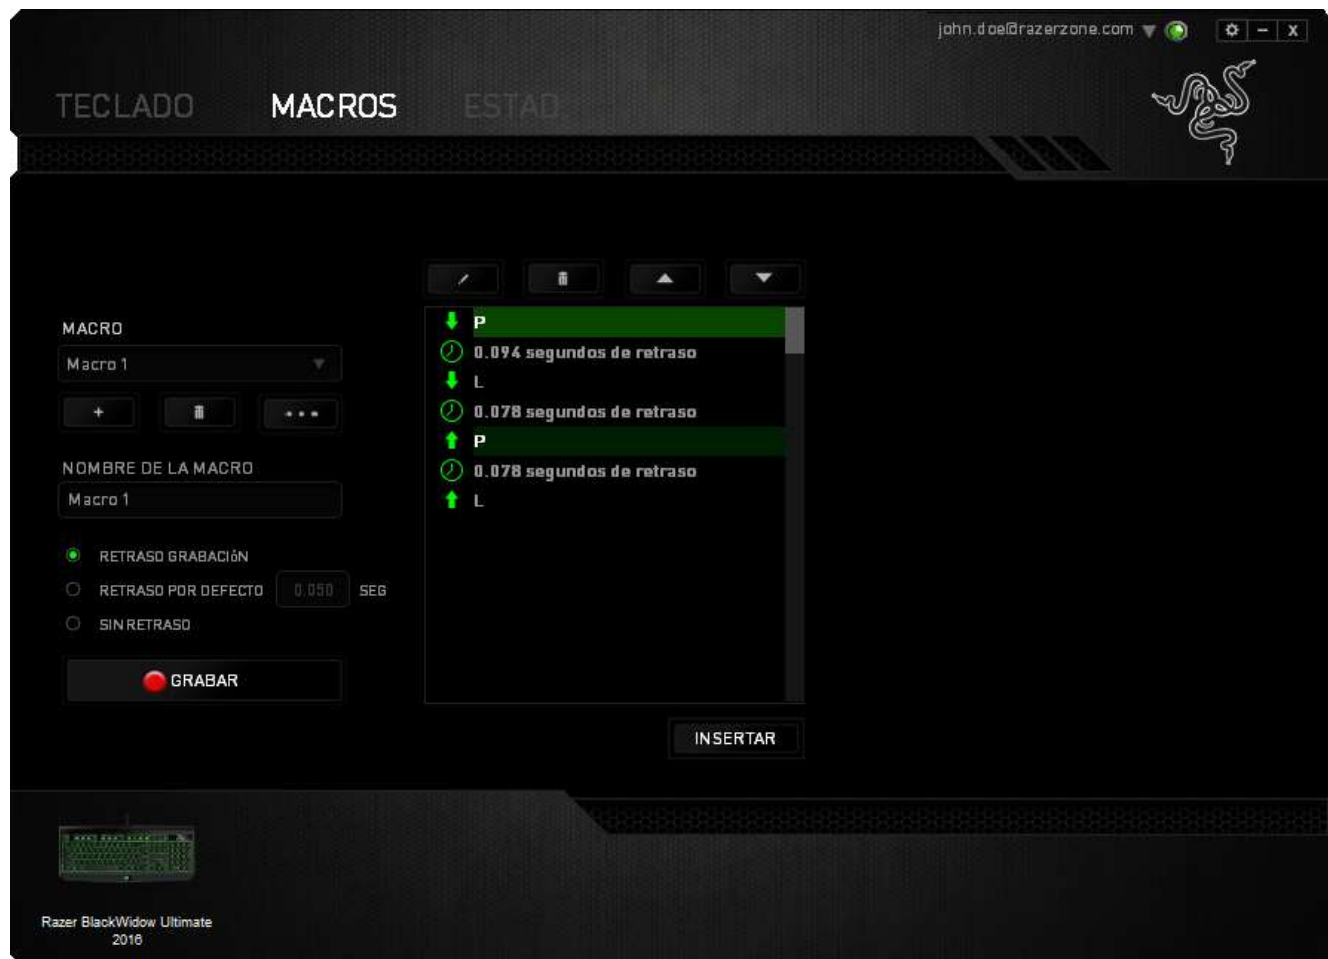 john.doe@razerzone.com
TECLADO MACROS ESTAD
MACRO
Macro 1
NOMBRE DE LA MACRO
Macro 1
RETRASO GRABACIóN
RETRASO POR DEFECTO 0.050 SEG
SIN RETRASO
GRABAR
P
0.094 segundos de retraso
L
0.078 segundos de retraso
P
0.078 segundos de retraso
L
INSERTAR
Razer BlackWidow Ultimate
2016